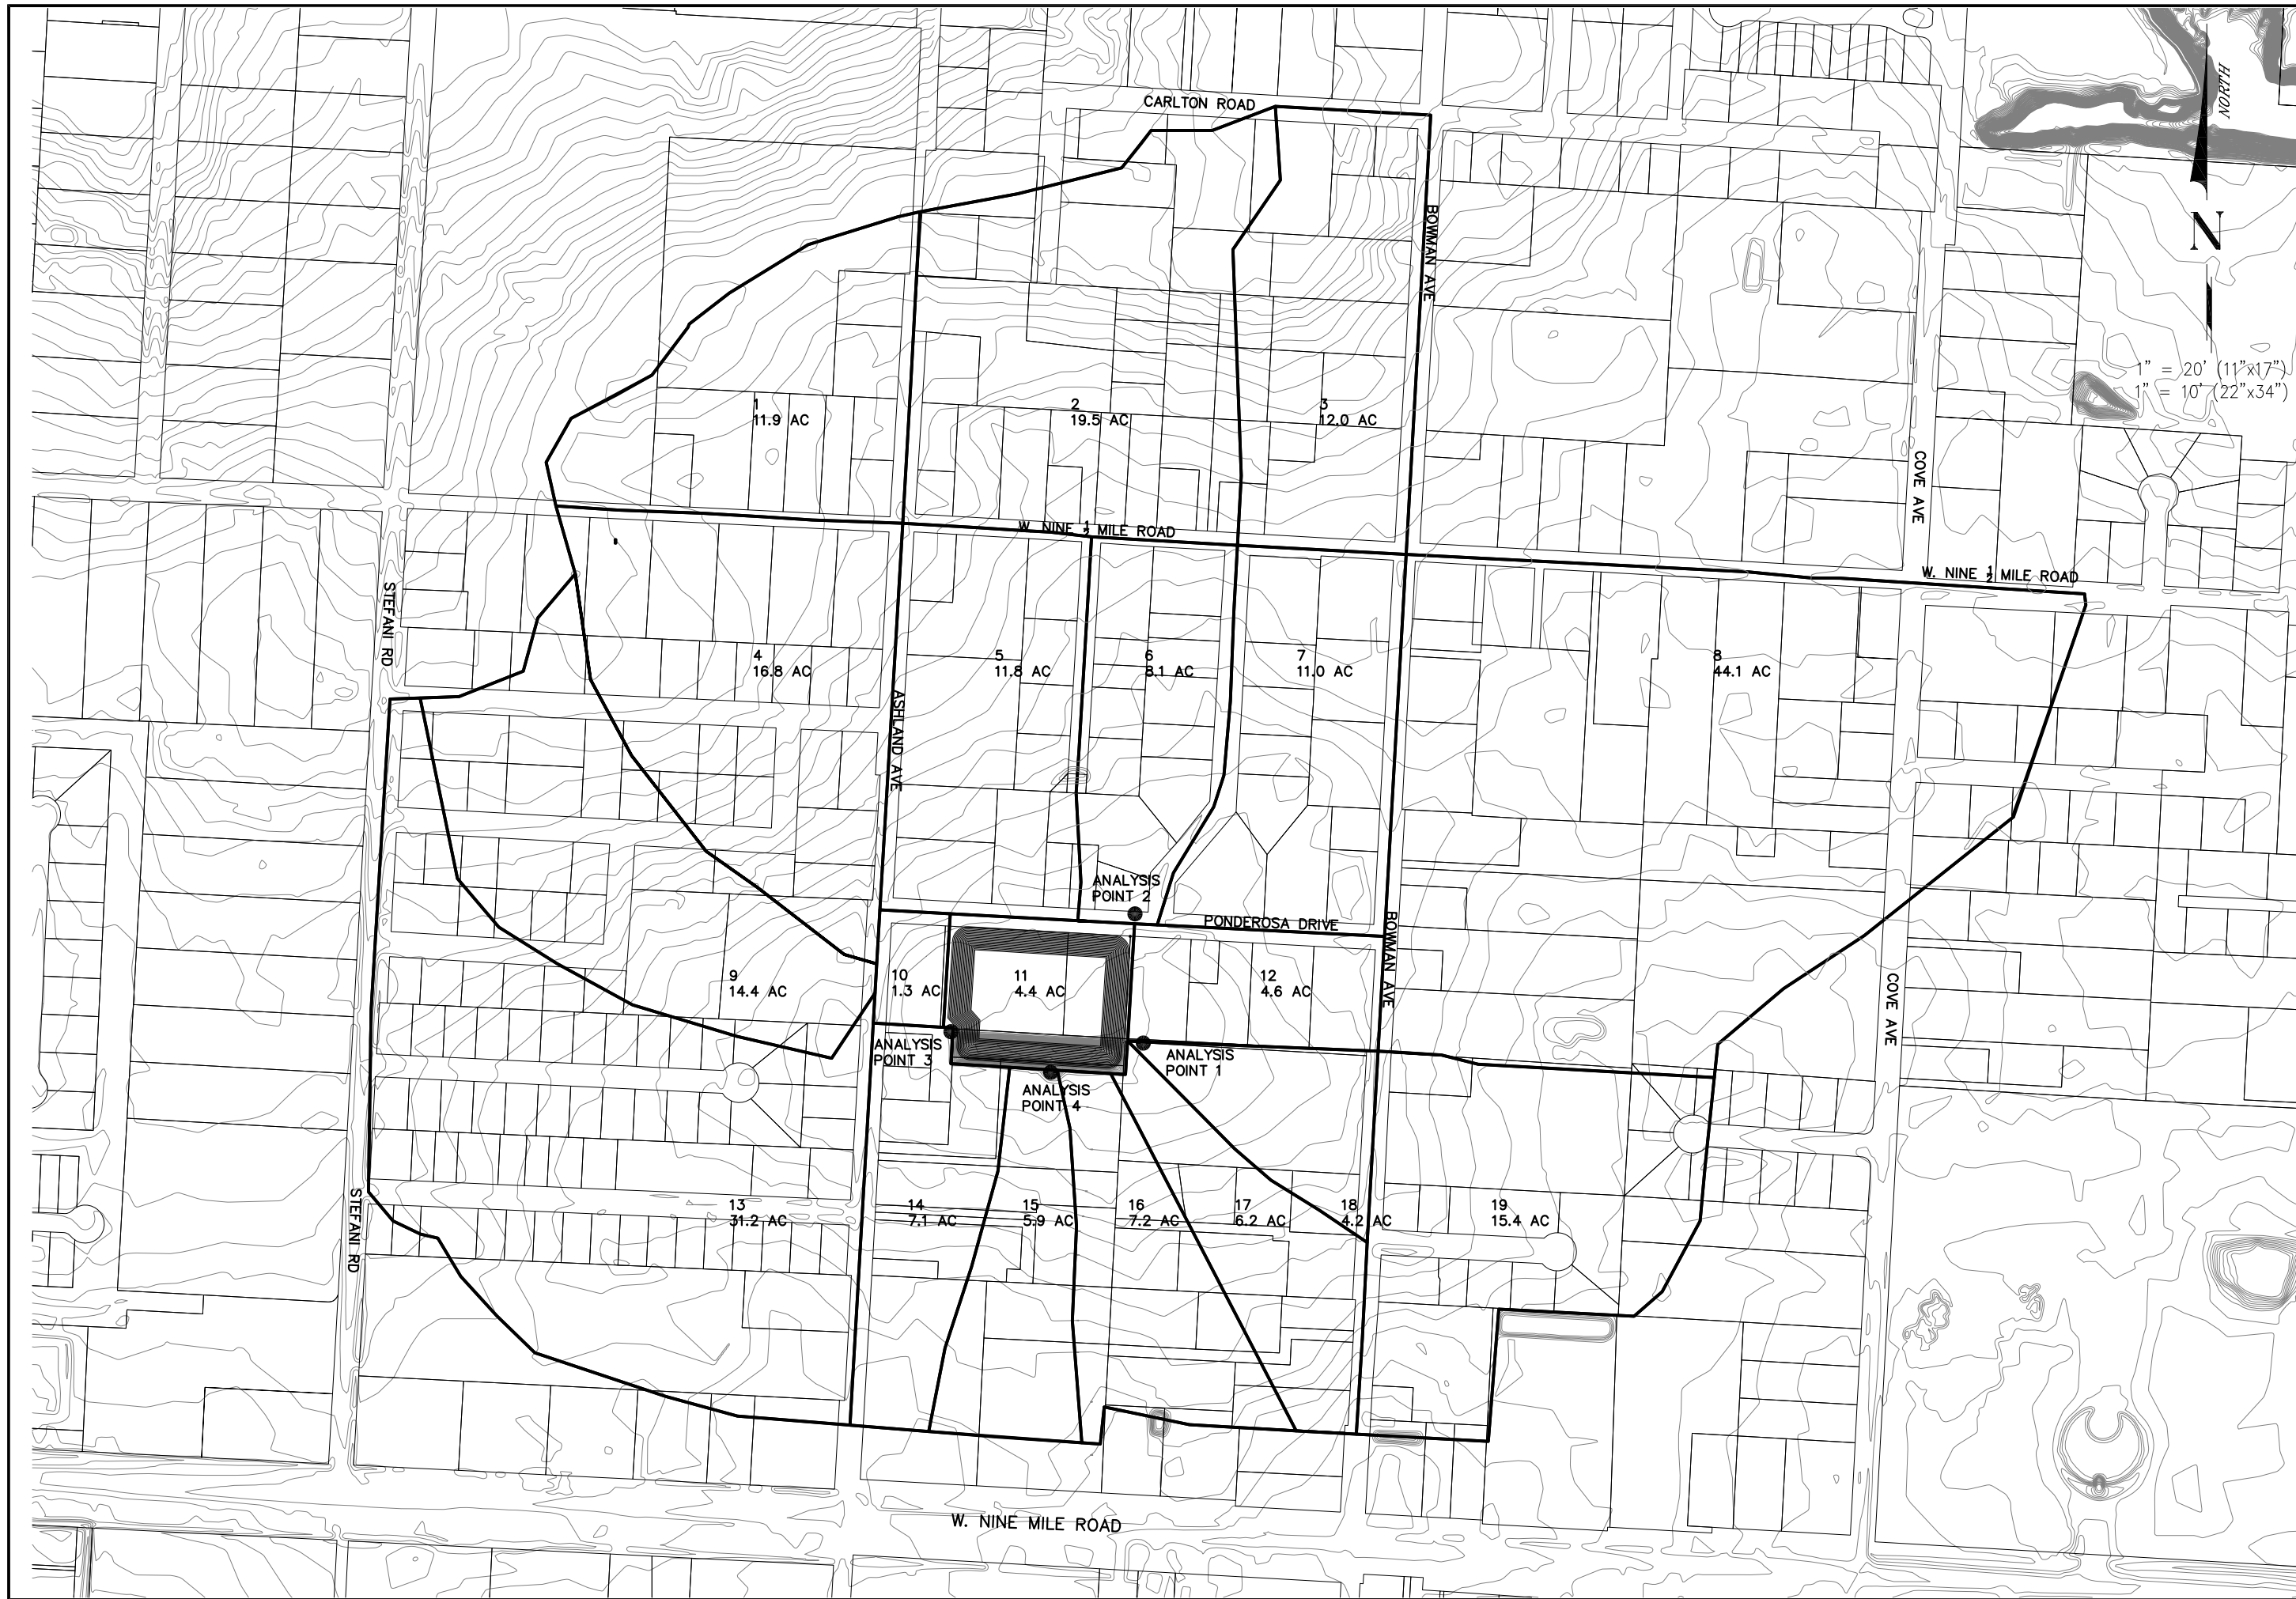 CARLTON ROAD
NORTH
N
BOWMAN AVE
1" = 20' (11"x17")
1" = 10' (22"x34")
1
11.9 AC
2
19.5 AC
3
12.0 AC
COVE AVE
W. NINE 1/2 MILE ROAD
W. NINE 1/2 MILE ROAD
STEFANI RD
4
16.8 AC
5
11.8 AC
6
8.1 AC
7
11.0 AC
8
44.1 AC
ASHLAND AVE
ANALYSIS
POINT 2
PONDEROSA DRIVE
BOWMAN AVE
9
14.4 AC
10
1.3 AC
11
4.4 AC
12
4.6 AC
COVE AVE
ANALYSIS
POINT 3
ANALYSIS
POINT 1
ANALYSIS
POINT 4
STEFANI RD
13
31.2 AC
14
7.1 AC
15
5.9 AC
16
7.2 AC
17
6.2 AC
18
4.2 AC
19
15.4 AC
W. NINE MILE ROAD